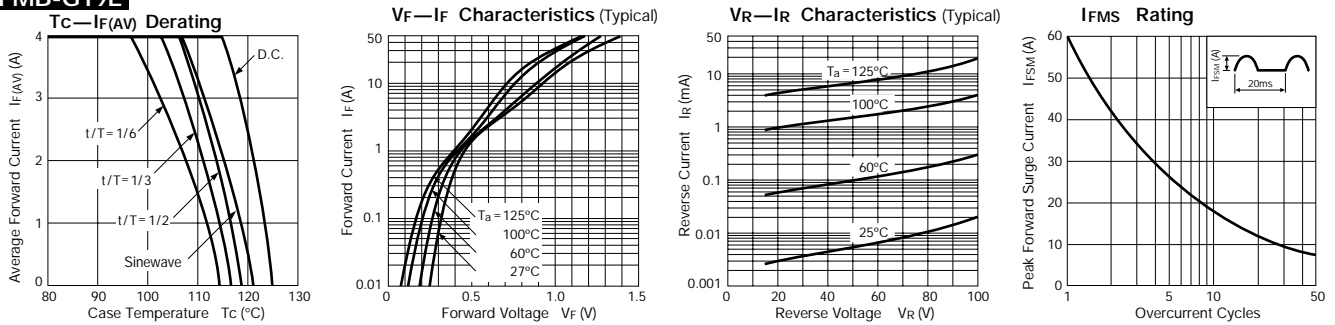 Tc—IF(AV) Derating
Average Forward Current IF(AV) (A)
4
3
2
1
0
80 90 100 110 120 130
Case Temperature Tc (°C)
D.C.
t/T=1/6
t/T=1/3
t/T=1/2
Sinewave
VF—IF Characteristics (Typical)
Forward Current IF (A)
50
10
1
0.1
0.01
0 0.5 1.0 1.5
Forward Voltage VF (V)
Ta=125°C
100°C
60°C
27°C
VR—IR Characteristics (Typical)
Reverse Current IR (mA)
50
10
1
0.1
0.01
0.001
0 20 40 60 80 100
Reverse Voltage VR (V)
Ta=125°C
100°C
60°C
25°C
IFMS Rating
Peak Forward Surge Current IFSM (A)
60
50
40
30
20
10
0
1 5 10 50
Overcurrent Cycles
IFSM (A)
20ms